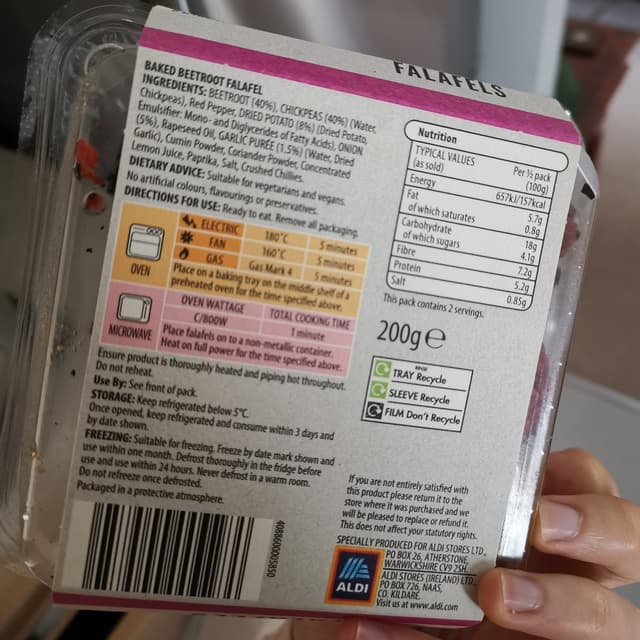 FALAFELS
BAKED BEETROOT FALAFEL
INGREDIENTS: BEETROOT (40%), CHICKPEAS (40%) (Water,
Chickpeas), Red Pepper, DRIED POTATO (8%) (Dried Potato,
Emulsifier: Mono- and Diglycerides of Fatty Acids), ONION
(5%), Rapeseed Oil, GARLIC PURÉE (1.5%) (Water, Dried
Garlic), Cumin Powder, Coriander Powder, Concentrated
Lemon Juice, Paprika, Salt, Crushed Chillies.
DIETARY ADVICE: Suitable for vegetarians and vegans.
No artificial colours, flavourings or preservatives.
DIRECTIONS FOR USE: Ready to eat. Remove all packaging.
ELECTRIC 180°C 5 minutes
FAN 160°C 5 minutes
GAS Gas Mark 4 5 minutes
OVEN
Place on a baking tray on the middle shelf of a
preheated oven for the time specified above.
OVEN WATTAGE TOTAL COOKING TIME
C/800W 1 minute
MICROWAVE
Place falafels on to a non-metallic container.
Heat on full power for the time specified above.
Ensure product is thoroughly heated and piping hot throughout.
Do not reheat.
Use By: See front of pack.
STORAGE: Keep refrigerated below 5°C.
Once opened, keep refrigerated and consume within 3 days and
by date shown.
FREEZING: Suitable for freezing. Freeze by date mark shown and
use within one month. Defrost thoroughly in the fridge before
use and use within 24 hours. Never defrost in a warm room.
Do not refreeze once defrosted.
Packaged in a protective atmosphere.
Nutrition
TYPICAL VALUES Per ½ pack
(as sold) (100g)
Energy 657kJ/157kcal
Fat 5.7g
of which saturates 0.8g
Carbohydrate 18g
of which sugars 4.1g
Fibre 7.2g
Protein 5.2g
Salt 0.85g
This pack contains 2 servings.
200g e
RINSE
TRAY Recycle
SLEEVE Recycle
FILM Don't Recycle
If you are not entirely satisfied with
this product please return it to the
store where it was purchased and we
will be pleased to replace or refund it.
This does not affect your statutory rights.
SPECIALLY PRODUCED FOR ALDI STORES LTD.,
PO BOX 26, ATHERSTONE,
WARWICKSHIRE CV9 2SH.
ALDI STORES (IRELAND) LTD.,
PO BOX 726, NAAS,
CO. KILDARE.
Visit us at www.aldi.com
ALDI